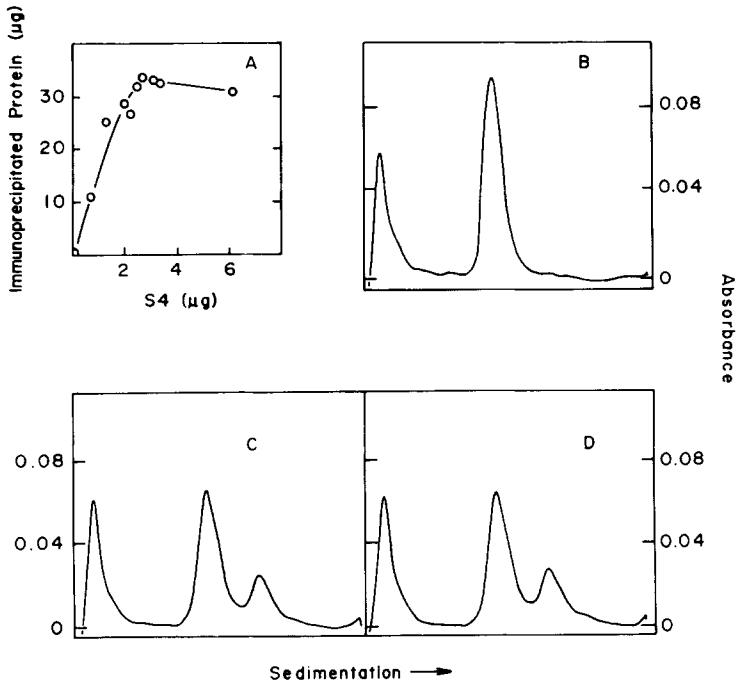 Immunoprecipitated Protein (μg)
A
30
20
10
2 4 6
S4 (μg)
B
0.08
0.04
0
Absorbance
C
0.08
0.04
0
D
0.08
0.04
0
Sedimentation